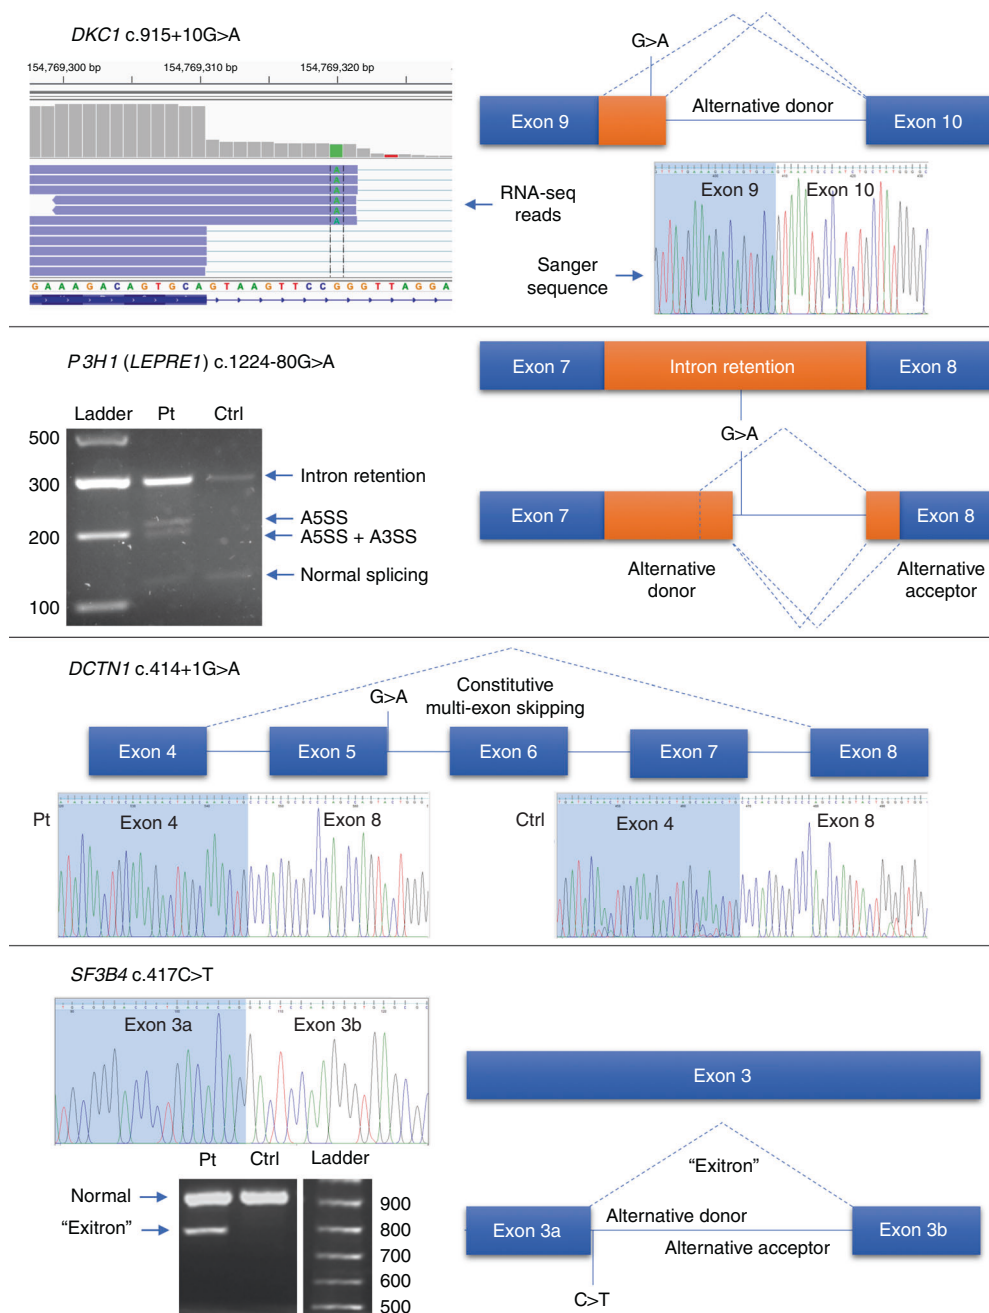 DKC1 c.915+10G>A
154,769,300 bp 154,769,310 bp 154,769,320 bp
A
A
A
A
A
A
GAAAGACAGTGCAGTAAGTTCCGGGTTAGGA
RNA-seq
reads
G>A
Exon 9
Alternative donor
Exon 10
Exon 9 Exon 10
Sanger
sequence
P3H1 (LEPRE1) c.1224-80G>A
Ladder Pt Ctrl
500
300
200
100
Intron retention
A5SS
A5SS + A3SS
Normal splicing
Exon 7 Intron retention Exon 8
G>A
Exon 7 Exon 8
Alternative
donor
Alternative
acceptor
DCTN1 c.414+1G>A
G>A
Constitutive
multi-exon skipping
Exon 4 Exon 5 Exon 6 Exon 7 Exon 8
Pt
Exon 4 Exon 8
Ctrl
Exon 4 Exon 8
SF3B4 c.417C>T
Exon 3a Exon 3b
Pt Ctrl Ladder
Normal
"Exitron"
900
800
700
600
500
Exon 3
"Exitron"
Exon 3a
Alternative donor
Alternative acceptor
Exon 3b
C>T